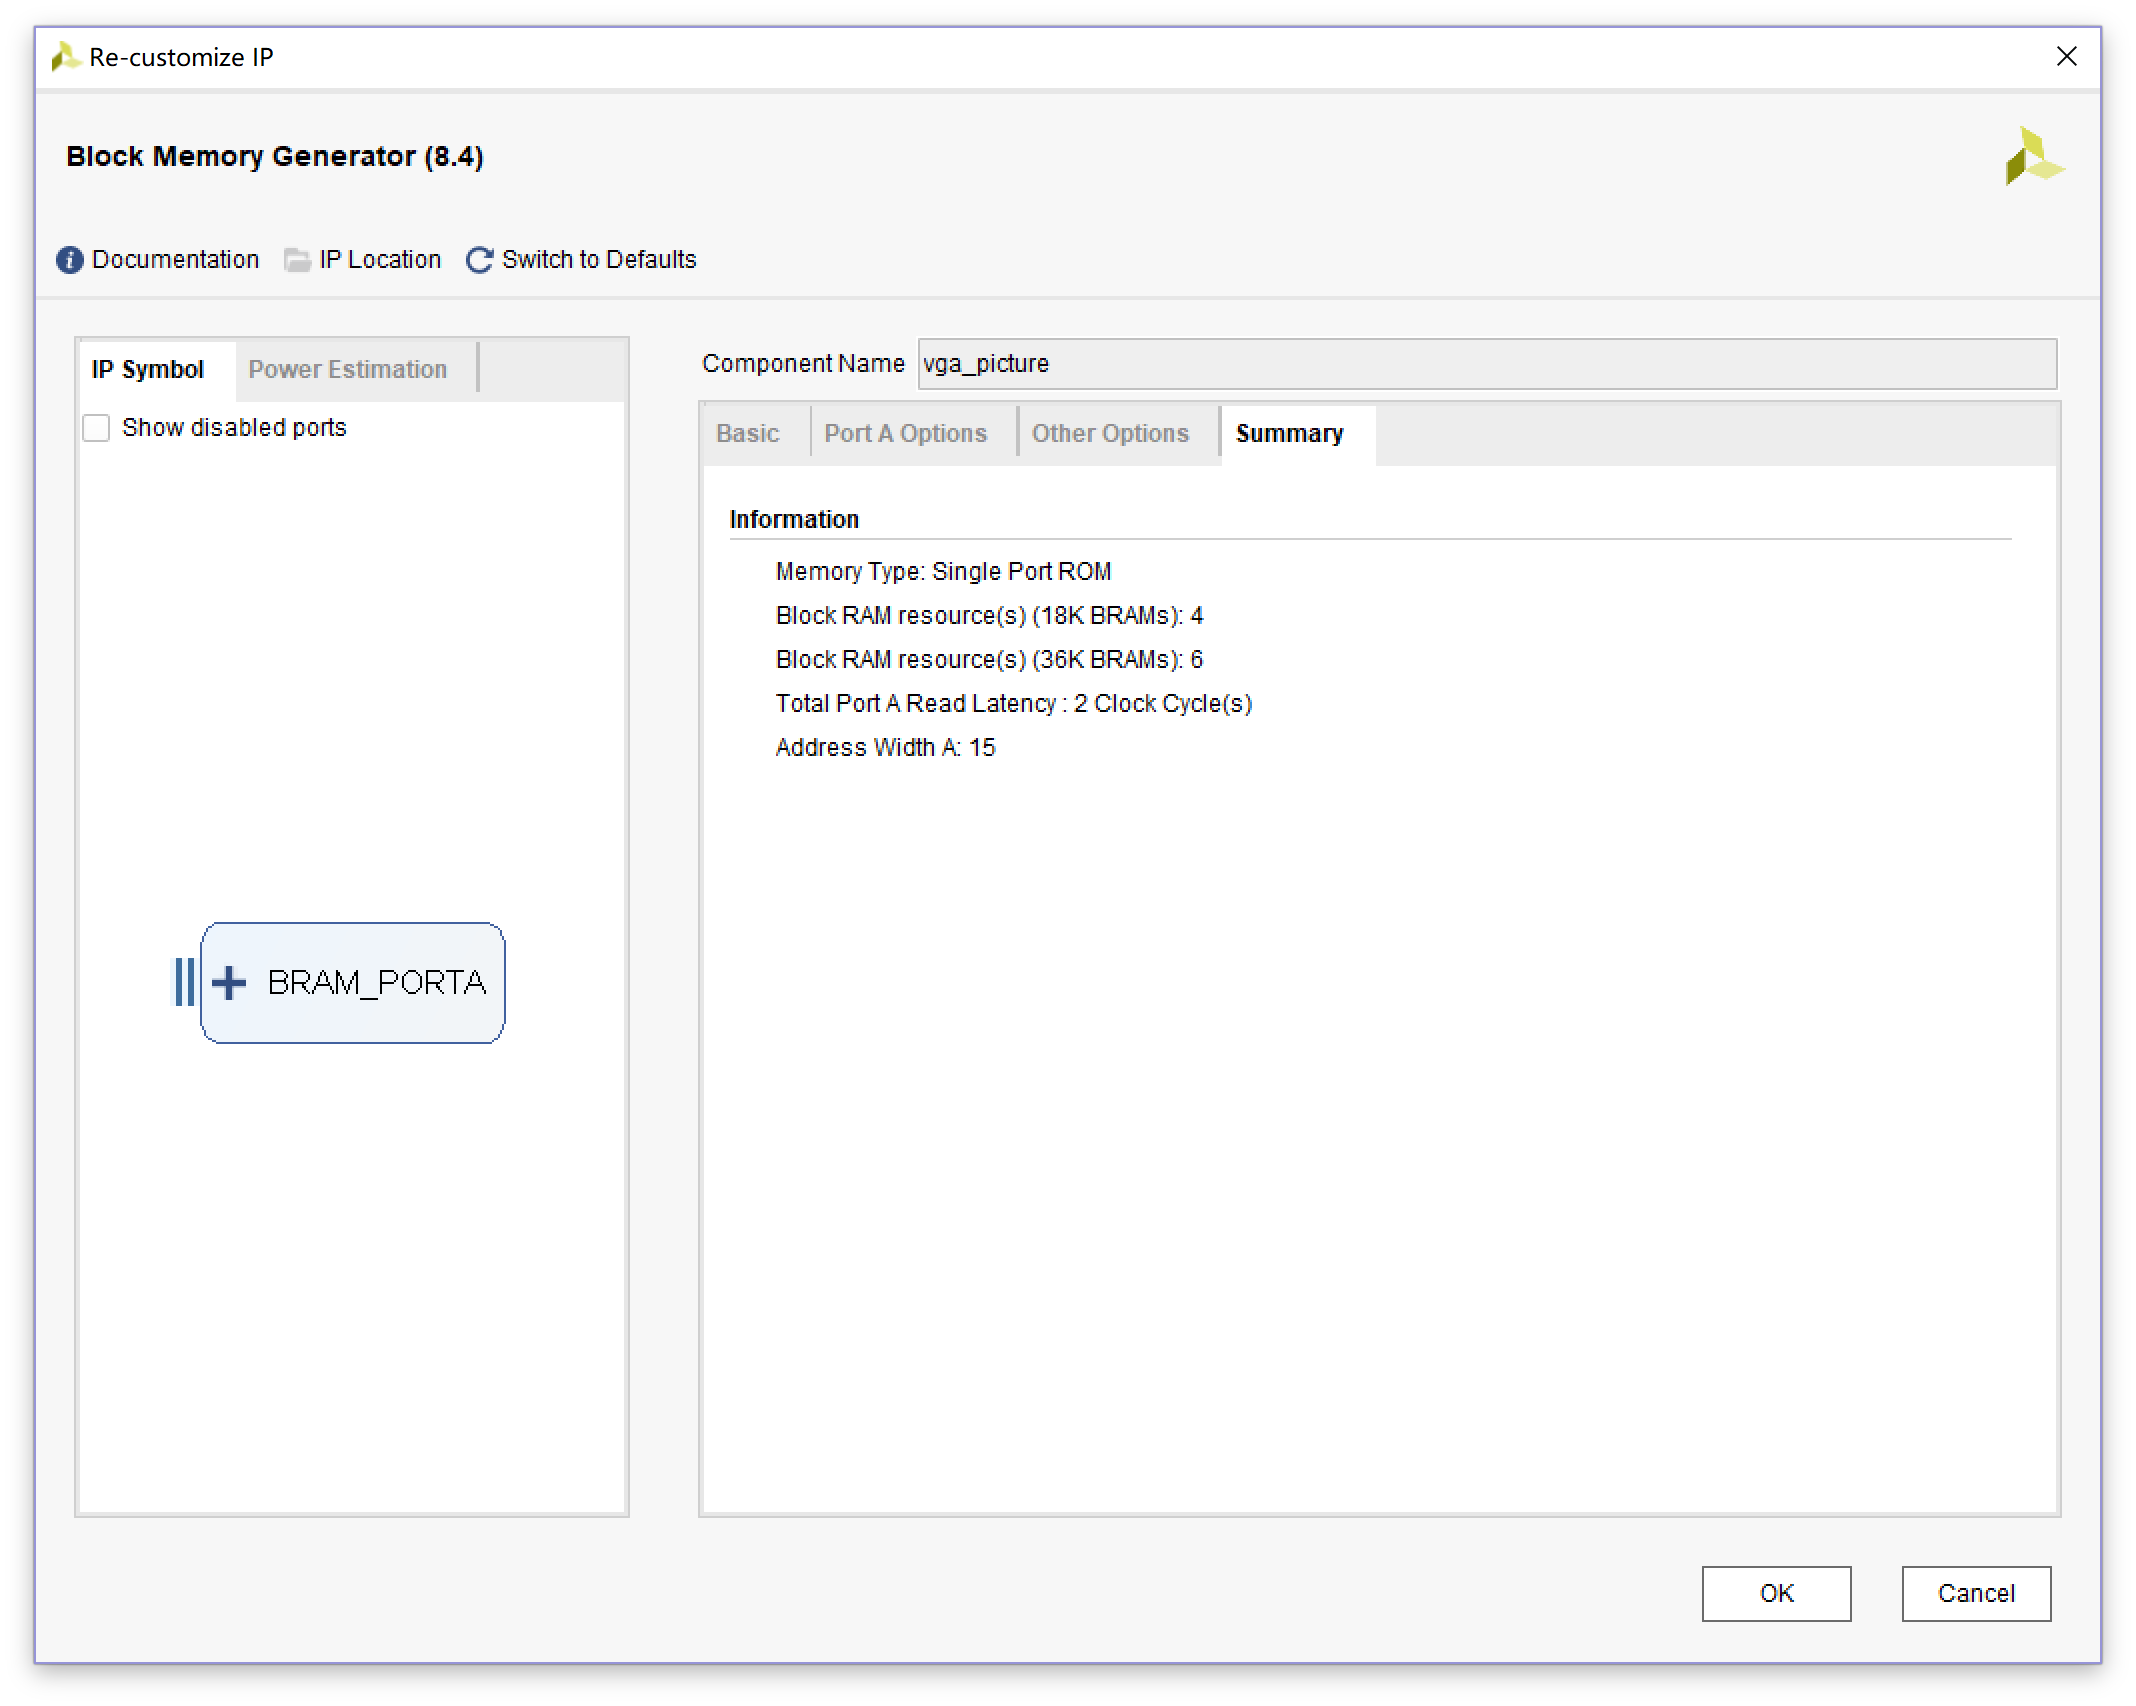 Re-customize IP
Block Memory Generator (8.4)
Documentation IP Location Switch to Defaults
IP Symbol Power Estimation
Show disabled ports
BRAM_PORTA
Component Name vga_picture
Basic Port A Options Other Options Summary
Information
Memory Type: Single Port ROM
Block RAM resource(s) (18K BRAMs): 4
Block RAM resource(s) (36K BRAMs): 6
Total Port A Read Latency : 2 Clock Cycle(s)
Address Width A: 15
OK Cancel